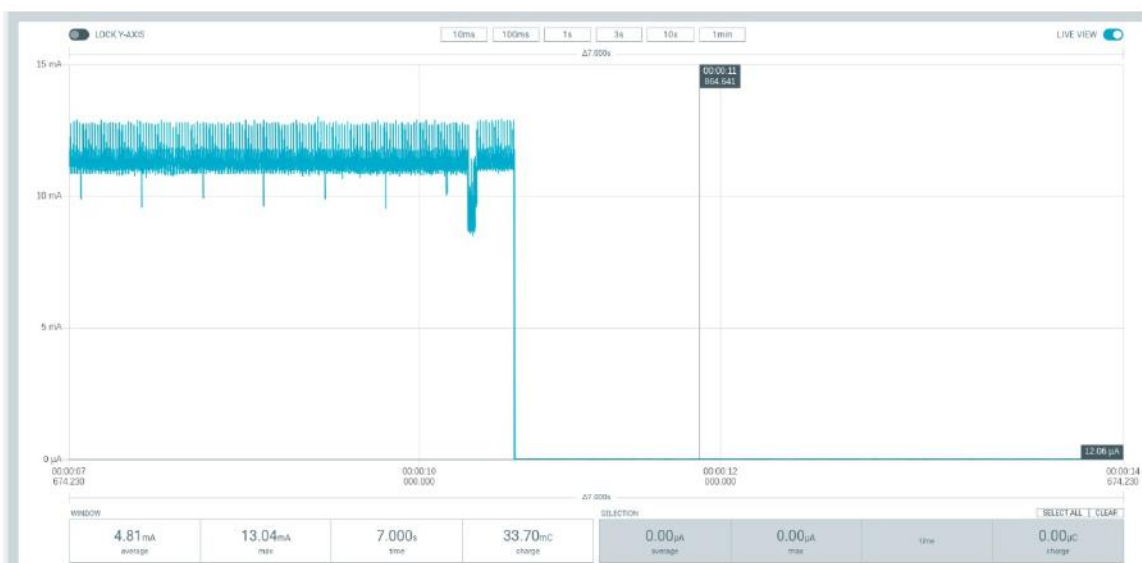 LOCK Y-AXIS
10ms 100ms 1s 3s 10s 1min
LIVE VIEW
Δ7.000s
15 mA
00:00:11
864.641
10 mA
5 mA
12.06 µA
0 µA
00:00:07
674.230
00:00:10
000.000
00:00:12
000.000
00:00:14
674.230
Δ7.000s
WINDOW
4.81mA 13.04mA 7.000s 33.70mC
average max time charge
SELECTION
SELECT ALL | CLEAR
0.00µA 0.00µA 0.00µC
average max time charge